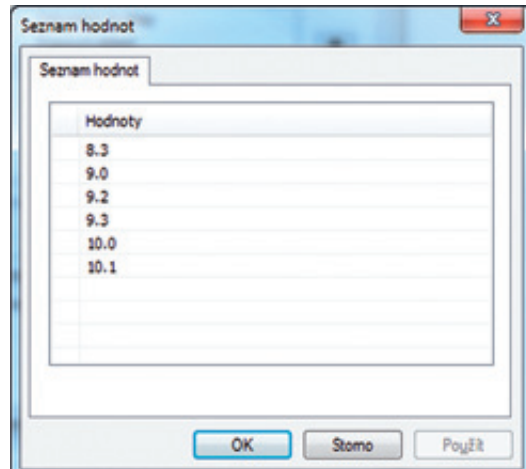 Seznam hodnot
Seznam hodnot
Hodnoty
8.3
9.0
9.2
9.3
10.0
10.1
OK
Storno
Použít